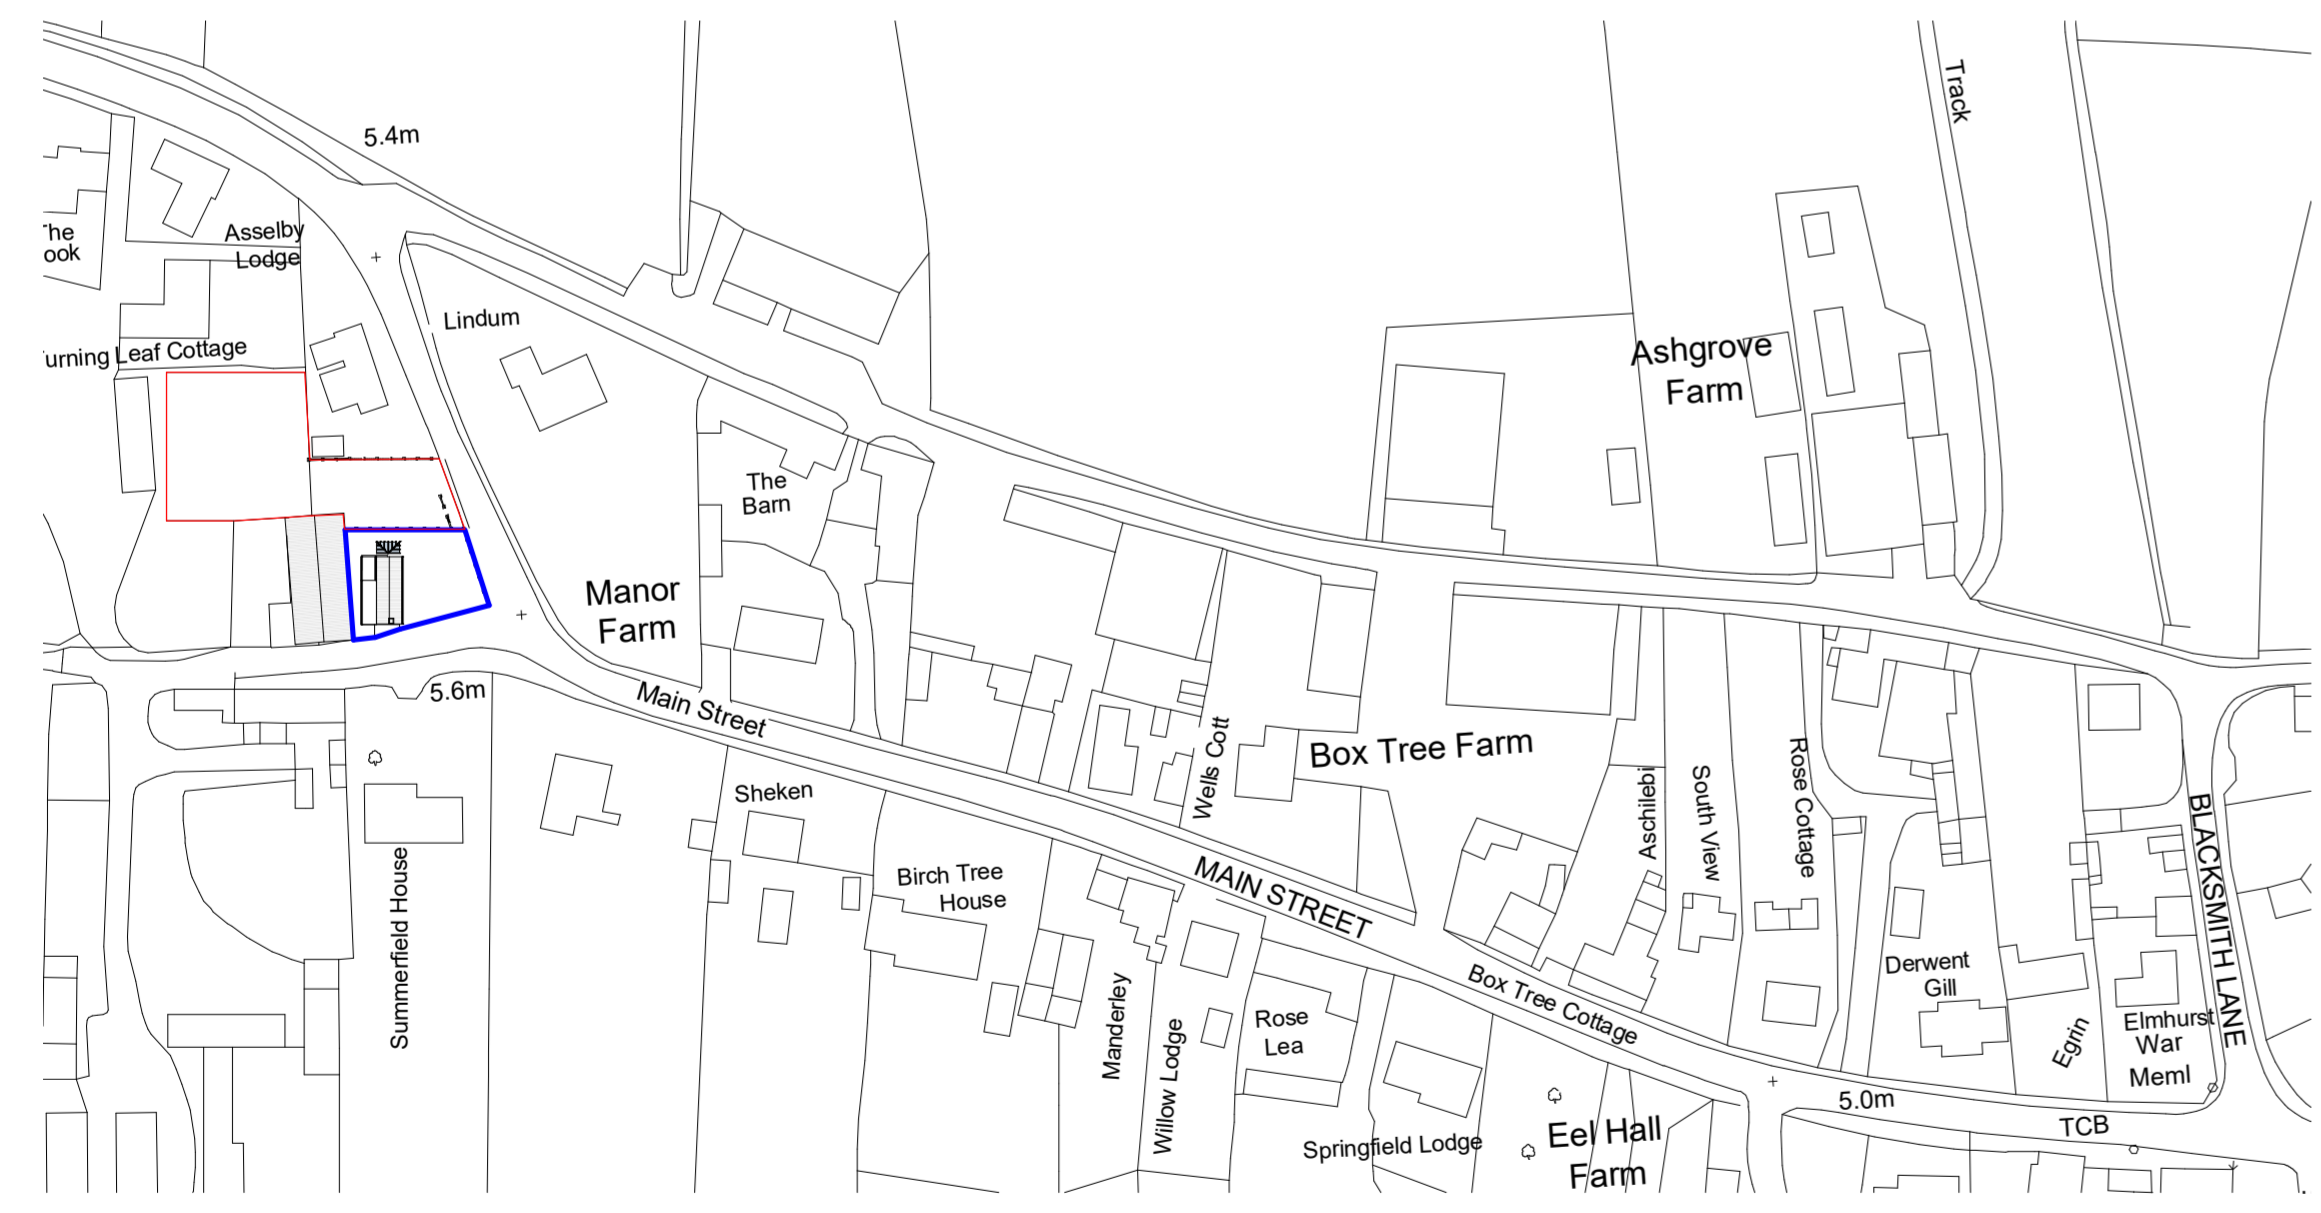 Track
5.4m
Asselby
Lodge
The
ook
Lindum
urning Leaf Cottage
Ashgrove
Farm
The
Barn
Manor
Farm
5.6m
Main Street
Wells Cott
Box Tree Farm
Sheken
Aschilebi
South View
Rose Cottage
BLACKSMITH LANE
Birch Tree
House
MAIN STREET
Summerfield House
Manderley
Willow Lodge
Rose
Lea
Box Tree Cottage
Derwent
Gill
Egrin
Elmhurst
War
Meml
5.0m
TCB
Springfield Lodge
Eel Hall
Farm